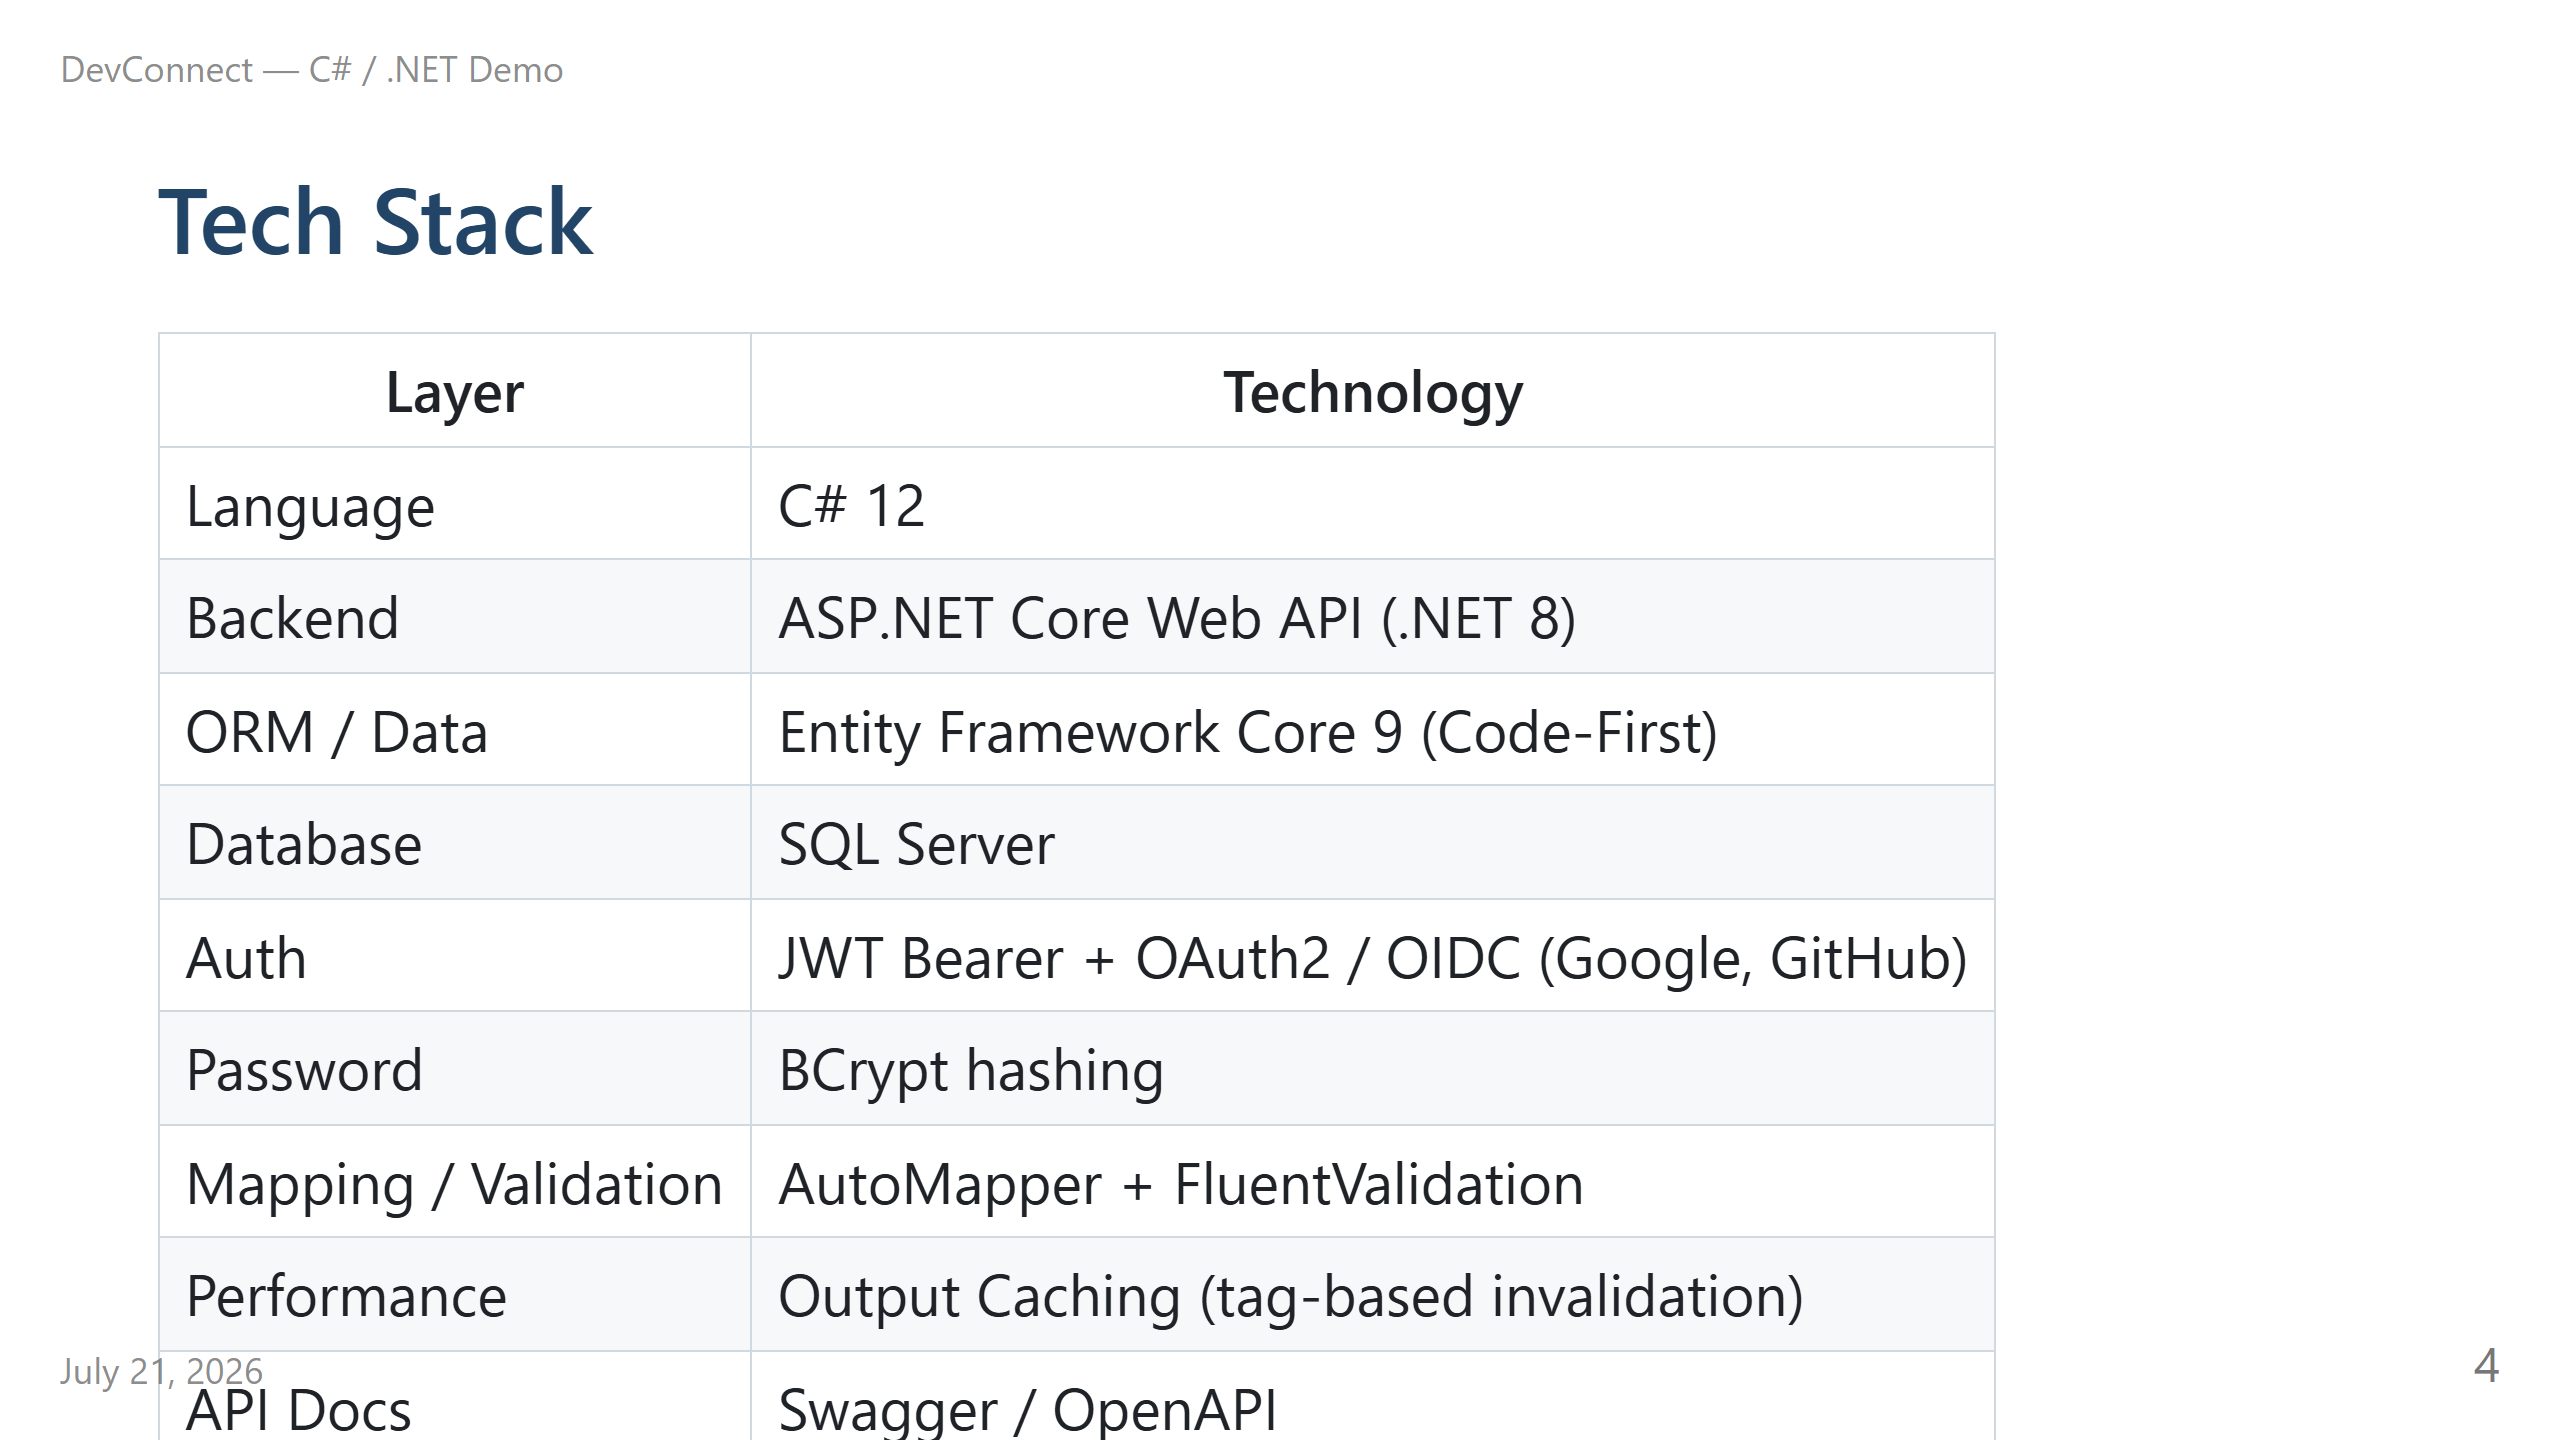 DevConnect — C# / .NET Demo
Tech Stack
Layer Technology
Language C# 12
Backend ASP.NET Core Web API (.NET 8)
ORM / Data Entity Framework Core 9 (Code-First)
Database SQL Server
Auth JWT Bearer + OAuth2 / OIDC (Google, GitHub)
Password BCrypt hashing
Mapping / Validation AutoMapper + FluentValidation
Performance Output Caching (tag-based invalidation)
API Docs Swagger / OpenAPI
July 21, 2026
4